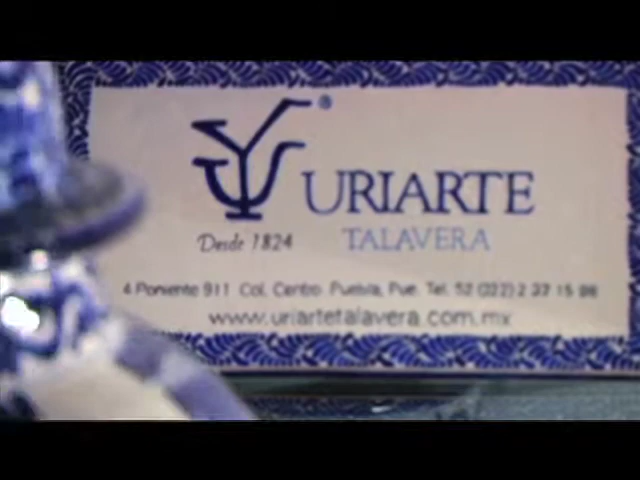 ®
URIARTE
TALAVERA
Desde 1824
4 Poniente 911 Col. Centro. Puebla, Pue. Tel. 52 (222) 2 32 15 98
www.uriartetalavera.com.mx